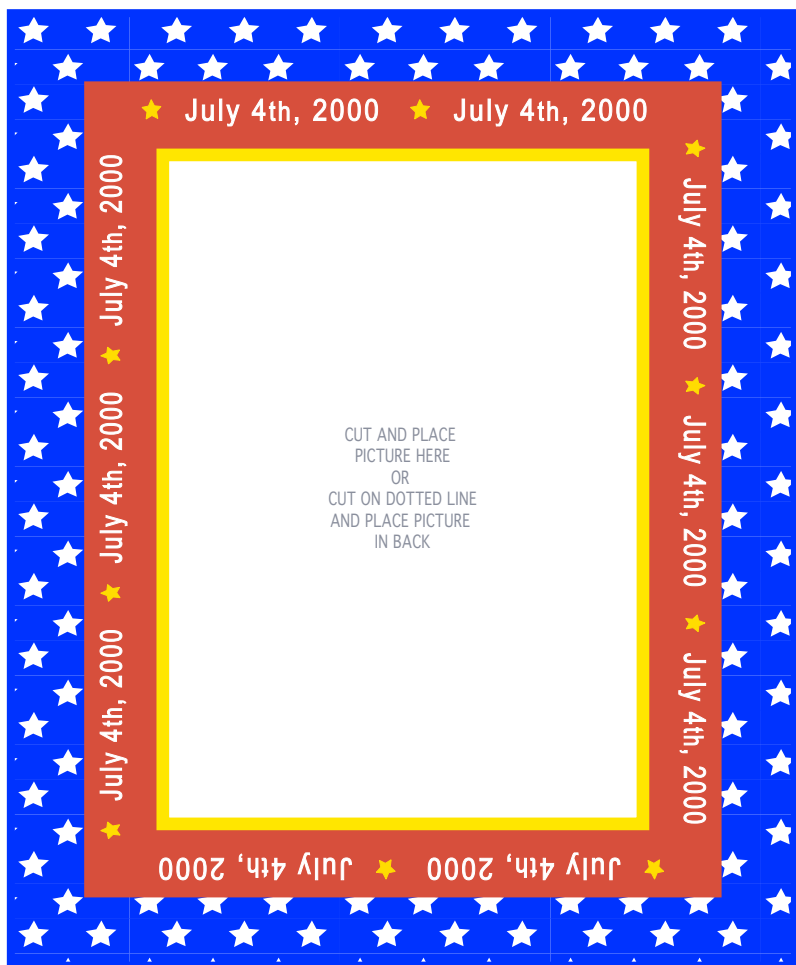 July 4th, 2000 July 4th, 2000
July 4th, 2000
July 4th, 2000
July 4th, 2000
CUT AND PLACE
PICTURE HERE
OR
CUT ON DOTTED LINE
AND PLACE PICTURE
IN BACK
July 4th, 2000
July 4th, 2000
July 4th, 2000
July 4th, 2000 July 4th, 2000